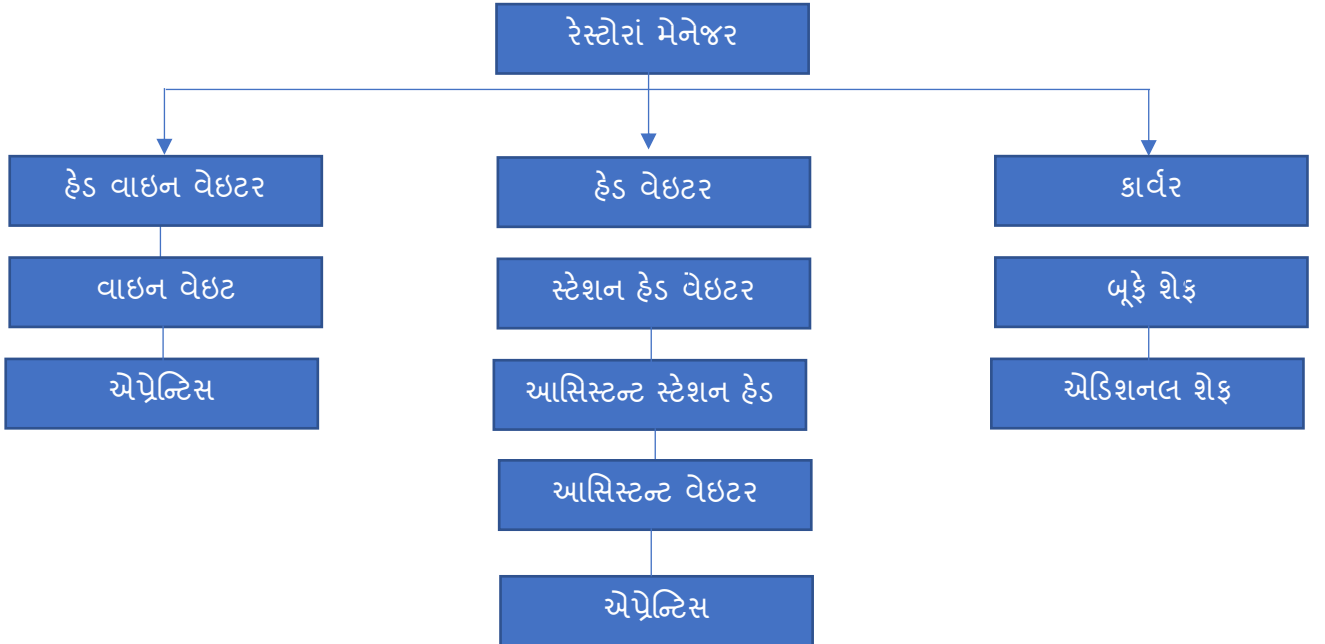 રેસ્ટોરાં મેનેજર
હેડ વાઇન વેઇટર
હેડ વેઇટર
કાર્વર
વાઇન વેઇટ
સ્ટેશન હેડ વેઇટર
બૂફે શેફ
એપ્રેન્ટિસ
આસિસ્ટન્ટ સ્ટેશન હેડ
એડિશનલ શેફ
આસિસ્ટન્ટ વેઇટર
એપ્રેન્ટિસ